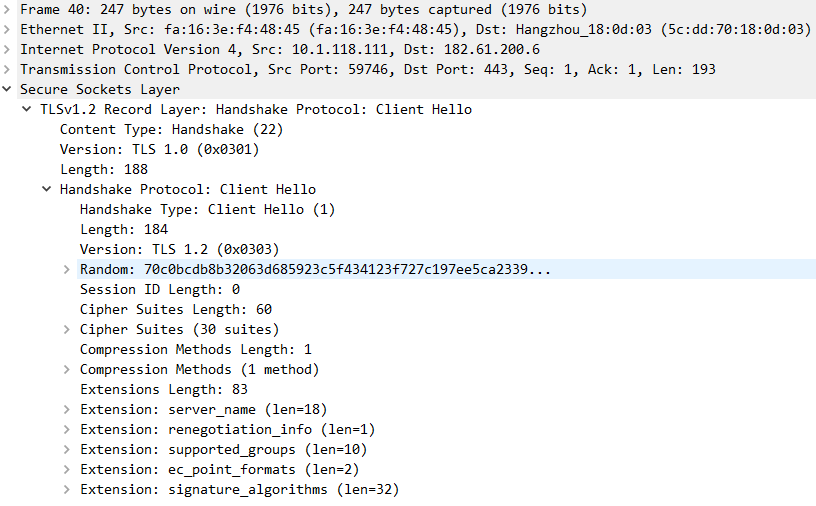 Frame 40: 247 bytes on wire (1976 bits), 247 bytes captured (1976 bits)
Ethernet II, Src: fa:16:3e:f4:48:45 (fa:16:3e:f4:48:45), Dst: Hangzhou_18:0d:03 (5c:dd:70:18:0d:03)
Internet Protocol Version 4, Src: 10.1.118.111, Dst: 182.61.200.6
Transmission Control Protocol, Src Port: 59746, Dst Port: 443, Seq: 1, Ack: 1, Len: 193
Secure Sockets Layer
TLSv1.2 Record Layer: Handshake Protocol: Client Hello
Content Type: Handshake (22)
Version: TLS 1.0 (0x0301)
Length: 188
Handshake Protocol: Client Hello
Handshake Type: Client Hello (1)
Length: 184
Version: TLS 1.2 (0x0303)
Random: 70c0bcdb8b32063d685923c5f434123f727c197ee5ca2339...
Session ID Length: 0
Cipher Suites Length: 60
Cipher Suites (30 suites)
Compression Methods Length: 1
Compression Methods (1 method)
Extensions Length: 83
Extension: server_name (len=18)
Extension: renegotiation_info (len=1)
Extension: supported_groups (len=10)
Extension: ec_point_formats (len=2)
Extension: signature_algorithms (len=32)